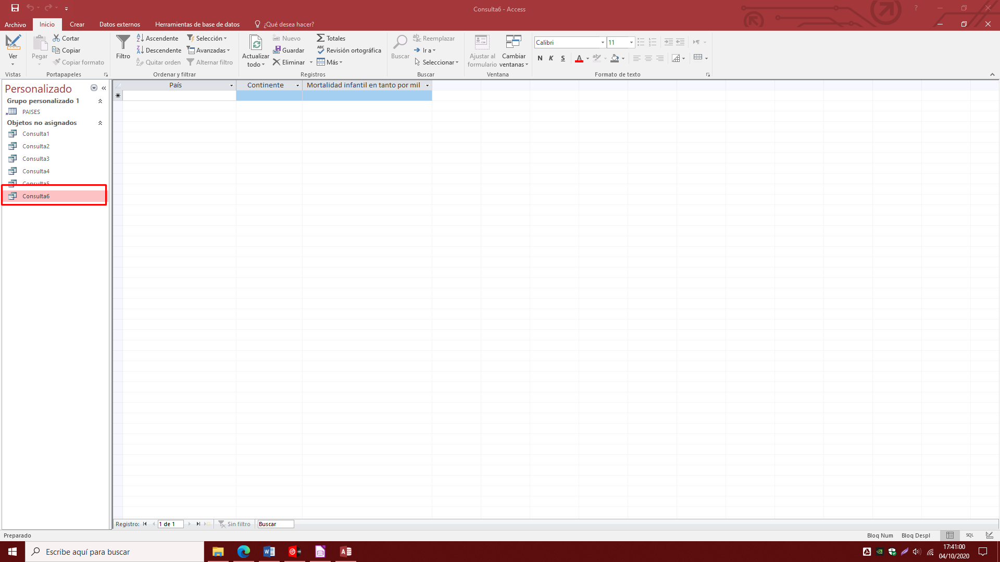 Consulta6 - Access
Archivo Inicio Crear Datos externos Herramientas de base de datos ¿Qué desea hacer?
Ver
Vistas
Pegar
Cortar
Copiar
Copiar formato
Portapapeles
Filtro
Ascendente
Descendente
Quitar orden
Selección
Avanzadas
Alternar filtro
Ordenar y filtrar
Actualizar
todo
Nuevo
Guardar
Eliminar
Totales
Revisión ortográfica
Más
Registros
Buscar
Reemplazar
Ir a
Seleccionar
Buscar
Ajustar al
formulario
Cambiar
ventanas
Ventana
Calibri 11
N K S
Formato de texto
Personalizado
Grupo personalizado 1
PAISES
Objetos no asignados
Consulta1
Consulta2
Consulta3
Consulta4
Consulta5
Consulta6
País Continente Mortalidad infantil en tanto por mil
Registro: 1 de 1 Sin filtro Buscar
Preparado Bloq Num Bloq Despl SQL
Escribe aquí para buscar
17:41:00
04/10/2020